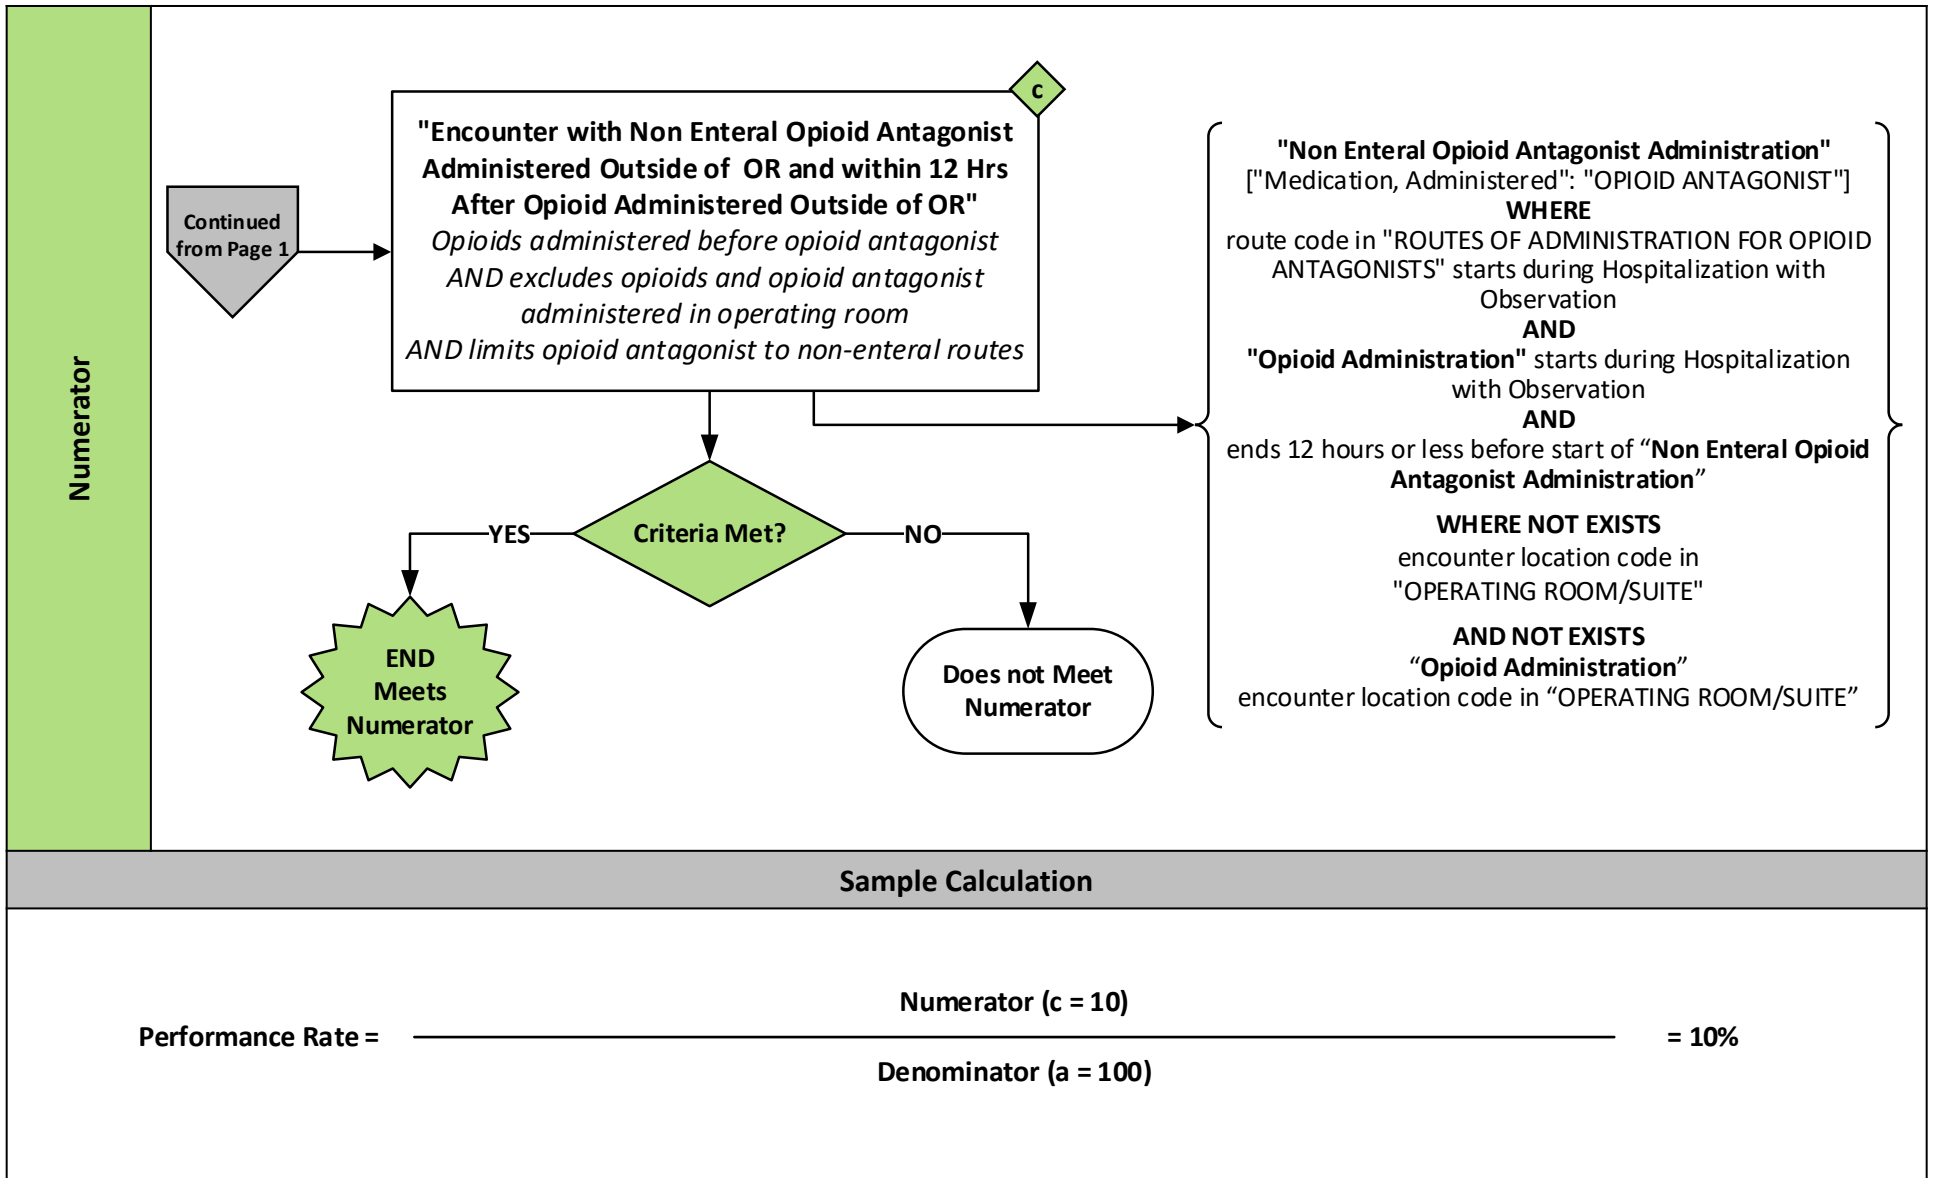 Numerator
Continued
from Page 1
c
"Encounter with Non Enteral Opioid Antagonist
Administered Outside of OR and within 12 Hrs
After Opioid Administered Outside of OR"
Opioids administered before opioid antagonist
AND excludes opioids and opioid antagonist
administered in operating room
AND limits opioid antagonist to non-enteral routes
Criteria Met?
YES
NO
END
Meets
Numerator
Does not Meet
Numerator
"Non Enteral Opioid Antagonist Administration"
["Medication, Administered": "OPIOID ANTAGONIST"]
WHERE
route code in "ROUTES OF ADMINISTRATION FOR OPIOID
ANTAGONISTS" starts during Hospitalization with
Observation
AND
"Opioid Administration" starts during Hospitalization
with Observation
AND
ends 12 hours or less before start of “Non Enteral Opioid
Antagonist Administration”
WHERE NOT EXISTS
encounter location code in
"OPERATING ROOM/SUITE"
AND NOT EXISTS
“Opioid Administration”
encounter location code in “OPERATING ROOM/SUITE”
Sample Calculation
Numerator (c = 10)
Performance Rate =
= 10%
Denominator (a = 100)